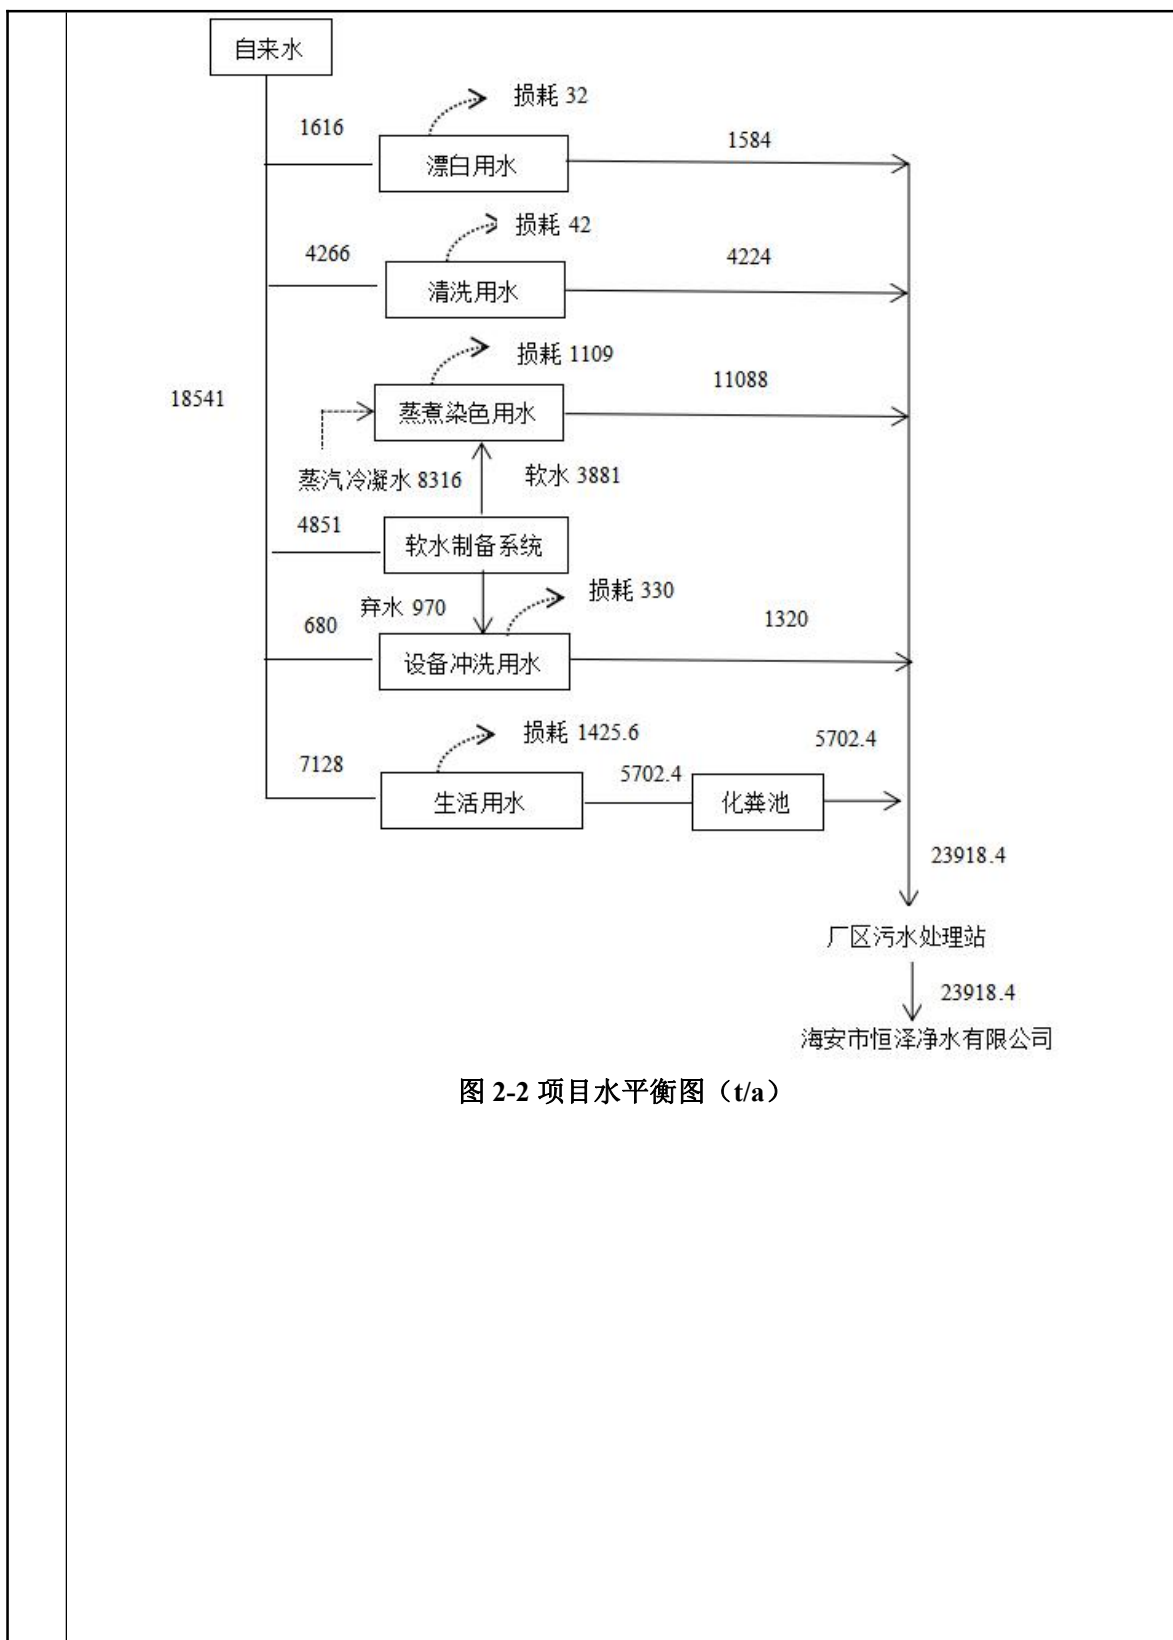 自来水
损耗 32
1616
1584
漂白用水
损耗 42
4266
4224
清洗用水
损耗 1109
11088
18541
蒸煮染色用水
蒸汽冷凝水 8316
软水 3881
4851
软水制备系统
弃水 970
损耗 330
680
1320
设备冲洗用水
损耗 1425.6
5702.4
7128
5702.4
生活用水
化粪池
23918.4
厂区污水处理站
23918.4
海安市恒泽净水有限公司
图 2-2 项目水平衡图（t/a）